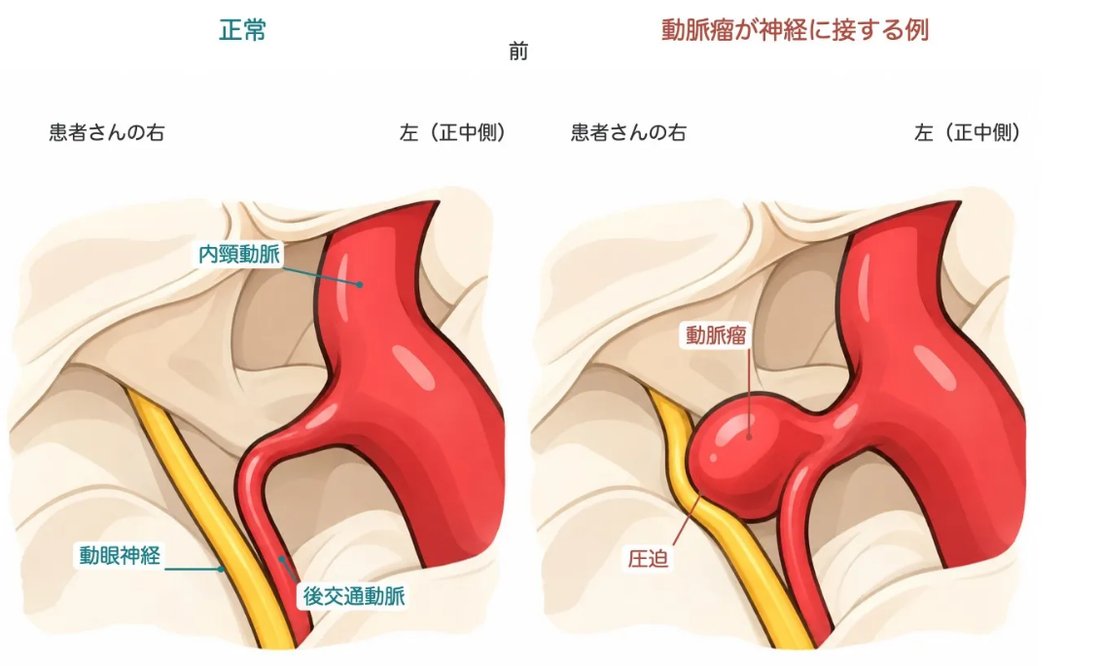 正常
動脈瘤が神経に接する例
前
患者さんの右
左（正中側）
患者さんの右
左（正中側）
内頸動脈
動眼神経
後交通動脈
動脈瘤
圧迫